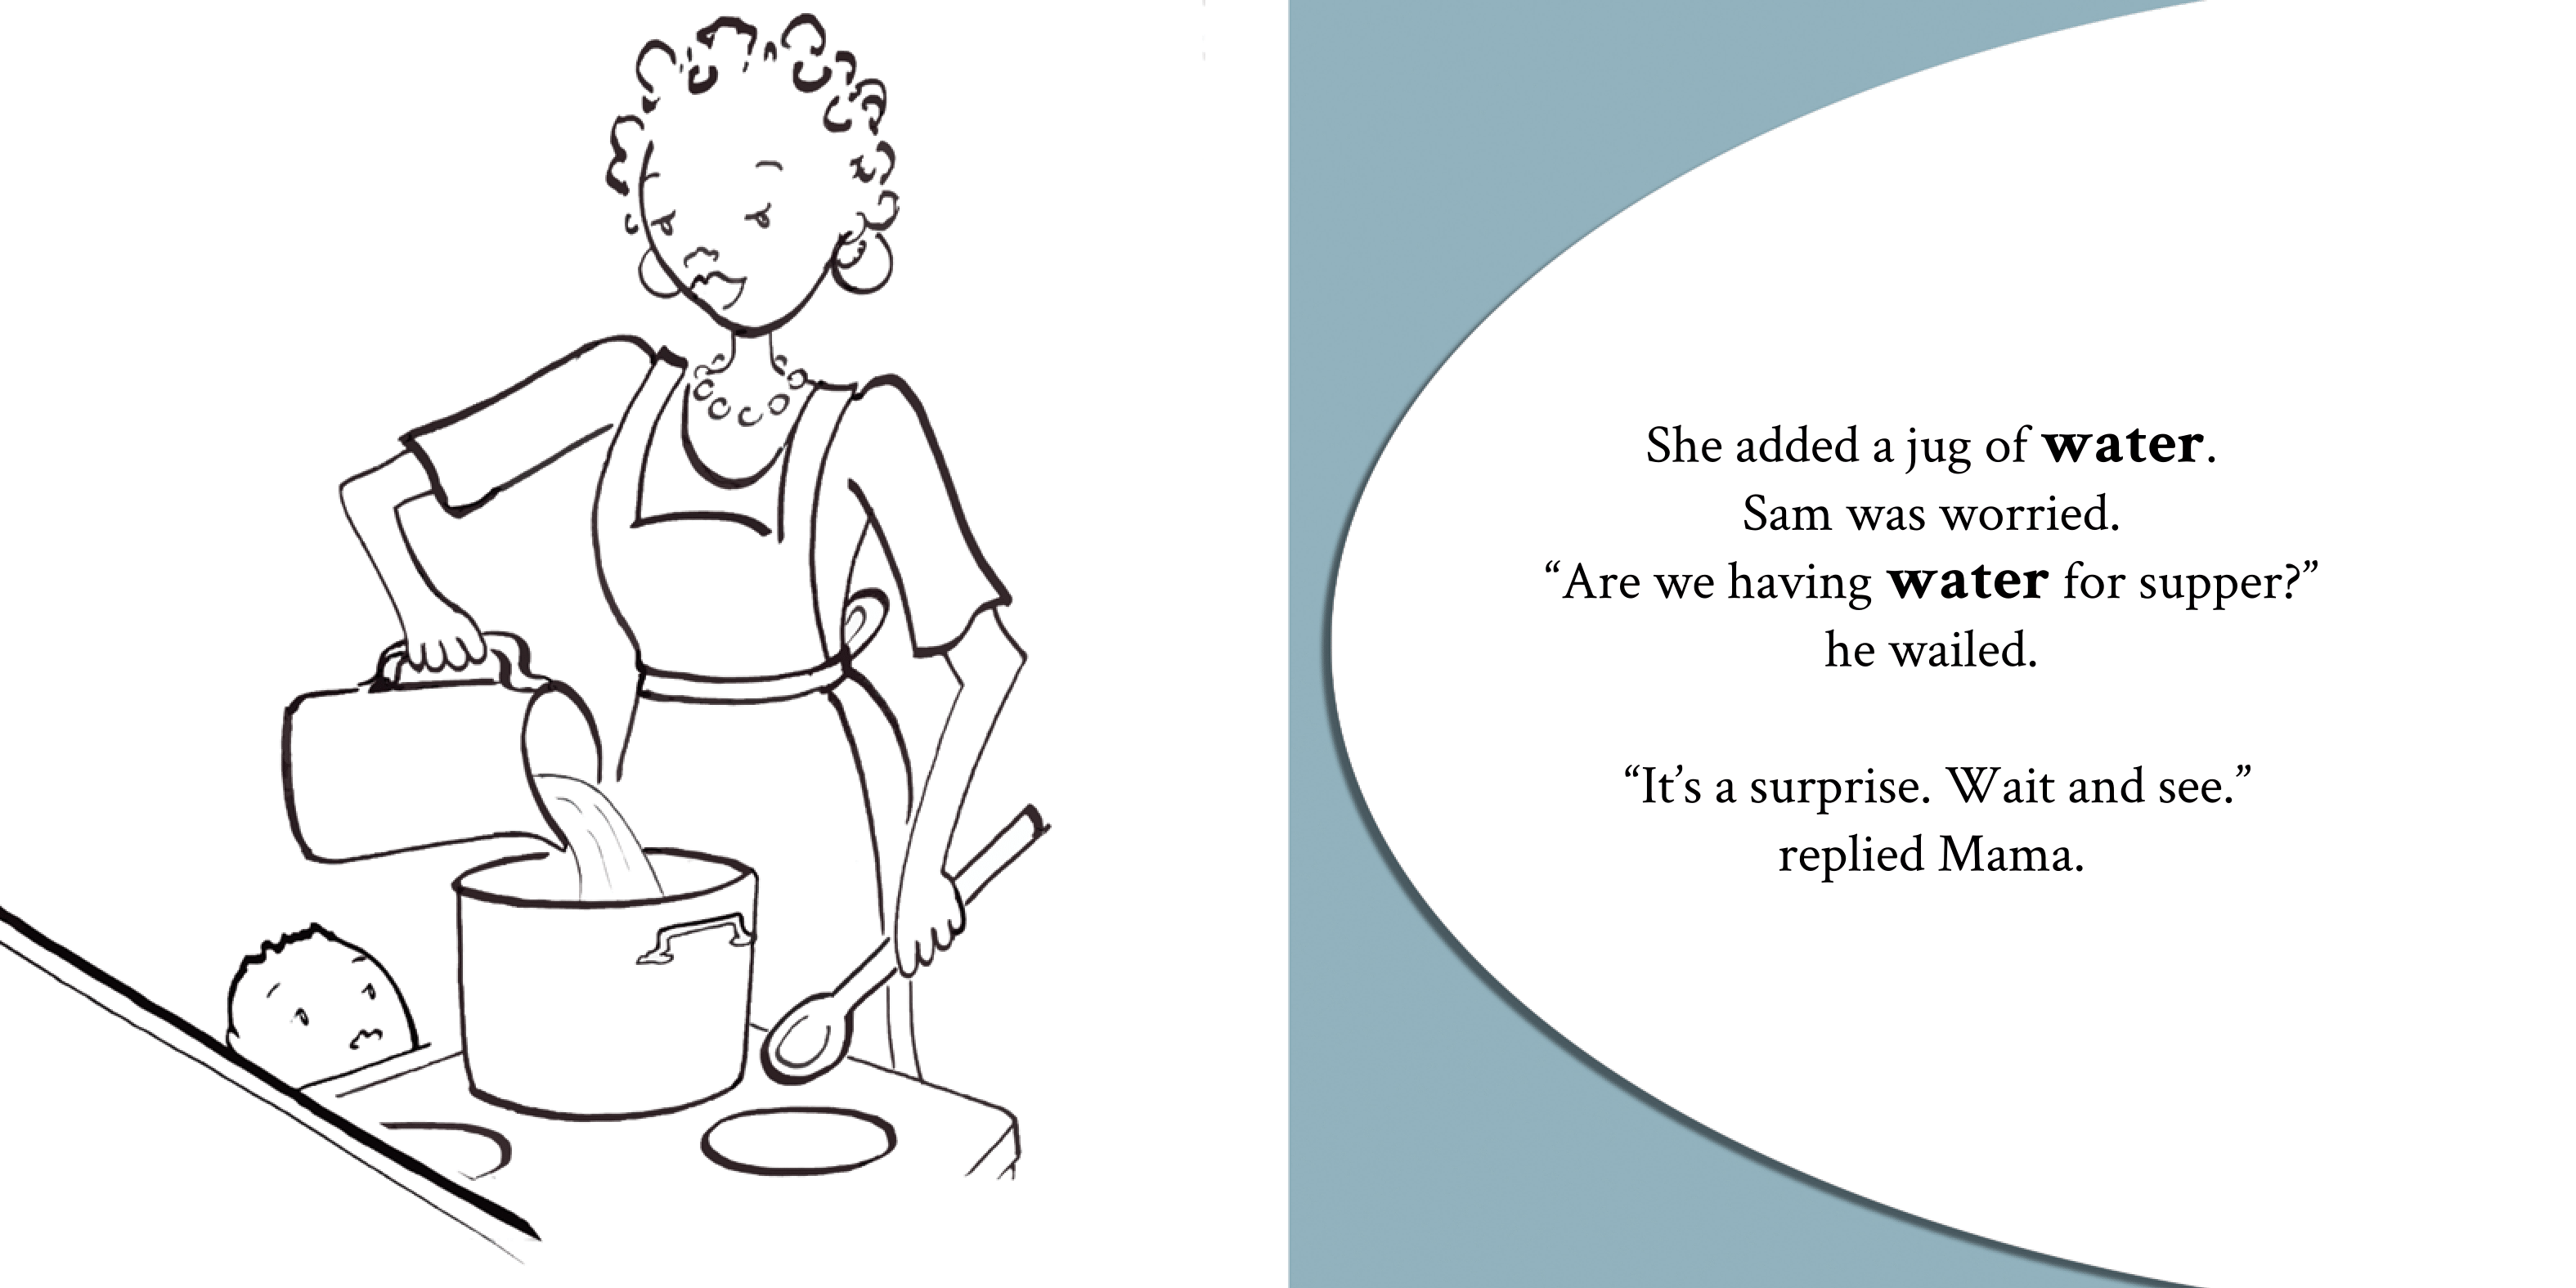 She added a jug of water.
Sam was worried.
“Are we having water for supper?”
he wailed.
“It’s a surprise. Wait and see.”
replied Mama.